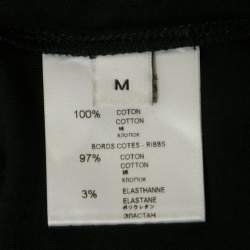 M
100% COTON
COTTON
綿
ХЛОПОК
BORDS COTES - RIBBS
97% COTON
COTTON
綿
ХЛОПОК
3% ELASTHANNE
ELASTANE
ポリウレタン
ЭЛАСТАН